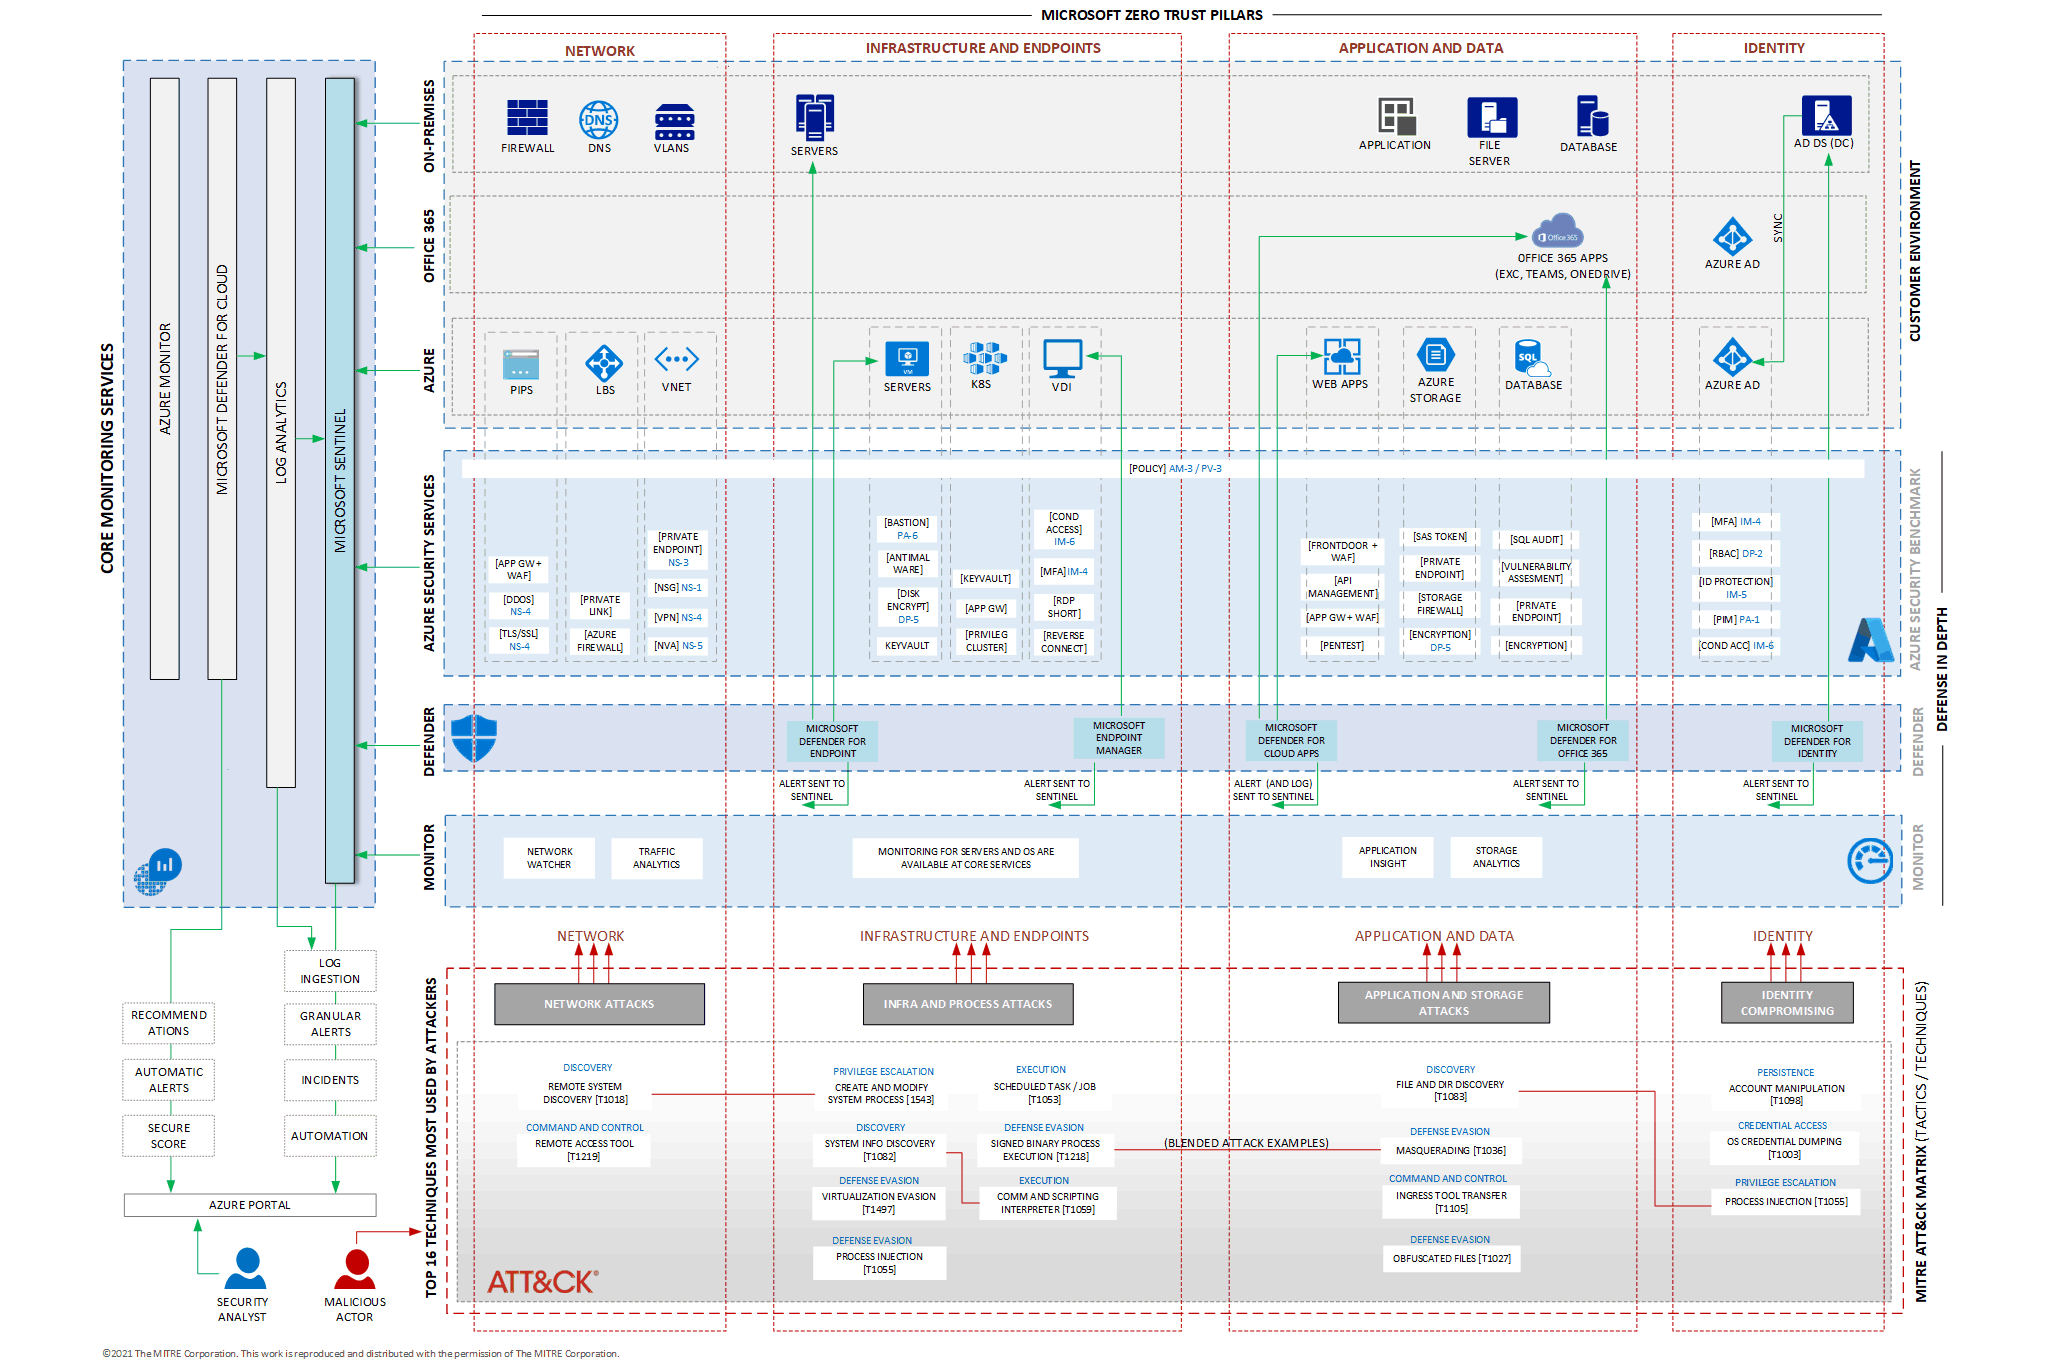 MICROSOFT ZERO TRUST PILLARS
NETWORK
INFRASTRUCTURE AND ENDPOINTS
APPLICATION AND DATA
IDENTITY
CORE MONITORING SERVICES
AZURE MONITOR
MICROSOFT DEFENDER FOR CLOUD
LOG ANALYTICS
MICROSOFT SENTINEL
ON-PREMISES
FIREWALL
DNS
DNS
VLANS
SERVERS
APPLICATION
FILE
SERVER
DATABASE
AD DS (DC)
CUSTOMER ENVIRONMENT
OFFICE 365
Office 365
OFFICE 365 APPS
(EXC, TEAMS, ONEDRIVE)
AZURE AD
SYNC
AZURE
PIPS
LBS
VNET
VM
SERVERS
K8S
VDI
WEB APPS
AZURE
STORAGE
SQL
DATABASE
AZURE AD
AZURE SECURITY SERVICES
[POLICY] AM-3 / PV-3
[APP GW+
WAF]
[DDOS]
NS-4
[TLS/SSL]
NS-4
[PRIVATE
LINK]
[AZURE
FIREWALL]
[PRIVATE
ENDPOINT]
NS-3
[NSG] NS-1
[VPN] NS-4
[NVA] NS-5
[BASTION]
PA-6
[ANTIMAL
WARE]
[DISK
ENCRYPT]
DP-5
KEYVAULT
[KEYVAULT]
[APP GW]
[PRIVILEG
CLUSTER]
[COND
ACCESS]
IM-6
[MFA] IM-4
[RDP
SHORT]
[REVERSE
CONNECT]
[FRONTDOOR +
WAF]
[API
MANAGEMENT]
[APP GW+ WAF]
[PENTEST]
[SAS TOKEN]
[PRIVATE
ENDPOINT]
[STORAGE
FIREWALL]
[ENCRYPTION]
DP-5
[SQL AUDIT]
[VULNERABILITY
ASSESMENT]
[PRIVATE
ENDPOINT]
[ENCRYPTION]
[MFA] IM-4
[RBAC] DP-2
[ID PROTECTION]
IM-5
[PIM] PA-1
[COND ACC] IM-6
AZURE SECURITY BENCHMARK
DEFENSE IN DEPTH
DEFENDER
MICROSOFT
DEFENDER FOR
ENDPOINT
MICROSOFT
ENDPOINT
MANAGER
MICROSOFT
DEFENDER FOR
CLOUD APPS
MICROSOFT
DEFENDER FOR
OFFICE 365
MICROSOFT
DEFENDER FOR
IDENTITY
DEFENDER
ALERT SENT TO
SENTINEL
ALERT SENT TO
SENTINEL
ALERT (AND LOG)
SENT TO SENTINEL
ALERT SENT TO
SENTINEL
ALERT SENT TO
SENTINEL
MONITOR
NETWORK
WATCHER
TRAFFIC
ANALYTICS
MONITORING FOR SERVERS AND OS ARE
AVAILABLE AT CORE SERVICES
APPLICATION
INSIGHT
STORAGE
ANALYTICS
MONITOR
NETWORK
INFRASTRUCTURE AND ENDPOINTS
APPLICATION AND DATA
IDENTITY
LOG
INGESTION
RECOMMEND
ATIONS
GRANULAR
ALERTS
AUTOMATIC
ALERTS
INCIDENTS
SECURE
SCORE
AUTOMATION
AZURE PORTAL
SECURITY
ANALYST
MALICIOUS
ACTOR
TOP 16 TECHNIQUES MOST USED BY ATTACKERS
NETWORK ATTACKS
INFRA AND PROCESS ATTACKS
APPLICATION AND STORAGE
ATTACKS
IDENTITY
COMPROMISING
DISCOVERY
REMOTE SYSTEM
DISCOVERY [T1018]
COMMAND AND CONTROL
REMOTE ACCESS TOOL
[T1219]
PRIVILEGE ESCALATION
CREATE AND MODIFY
SYSTEM PROCESS [1543]
DISCOVERY
SYSTEM INFO DISCOVERY
[T1082]
DEFENSE EVASION
VIRTUALIZATION EVASION
[T1497]
DEFENSE EVASION
PROCESS INJECTION
[T1055]
EXECUTION
SCHEDULED TASK / JOB
[T1053]
DEFENSE EVASION
SIGNED BINARY PROCESS
EXECUTION [T1218]
EXECUTION
COMM AND SCRIPTING
INTERPRETER [T1059]
(BLENDED ATTACK EXAMPLES)
DISCOVERY
FILE AND DIR DISCOVERY
[T1083]
DEFENSE EVASION
MASQUERADING [T1036]
COMMAND AND CONTROL
INGRESS TOOL TRANSFER
[T1105]
DEFENSE EVASION
OBFUSCATED FILES [T1027]
PERSISTENCE
ACCOUNT MANIPULATION
[T1098]
CREDENTIAL ACCESS
OS CREDENTIAL DUMPING
[T1003]
PRIVILEGE ESCALATION
PROCESS INJECTION [T1055]
MITRE ATT&CK MATRIX (TACTICS / TECHNIQUES)
ATT&CK®
©2021 The MITRE Corporation. This work is reproduced and distributed with the permission of The MITRE Corporation.